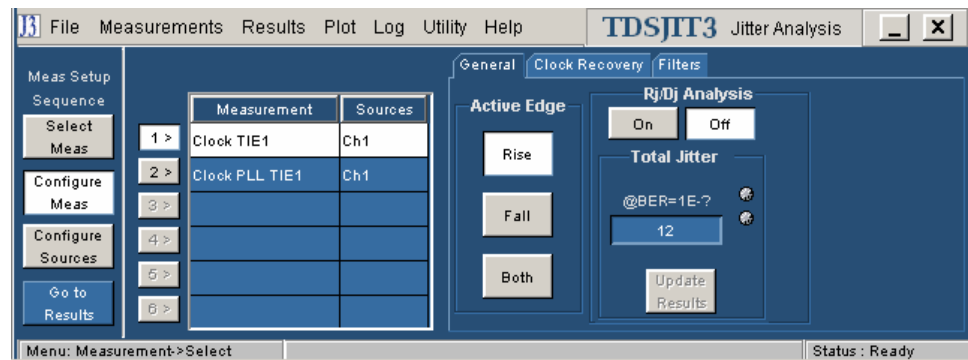 J3 File Measurements Results Plot Log Utility Help TDSJIT3 Jitter Analysis
Meas Setup
Sequence
Select
Meas
Configure
Meas
Configure
Sources
Go to
Results
Measurement Sources
1 > Clock TIE1 Ch1
2 > Clock PLL TIE1 Ch1
3 >
4 >
5 >
6 >
General Clock Recovery Filters
Active Edge
Rise
Fall
Both
Rj/Dj Analysis
On Off
Total Jitter
@BER=1E-?
12
Update
Results
Menu: Measurement->Select Status : Ready